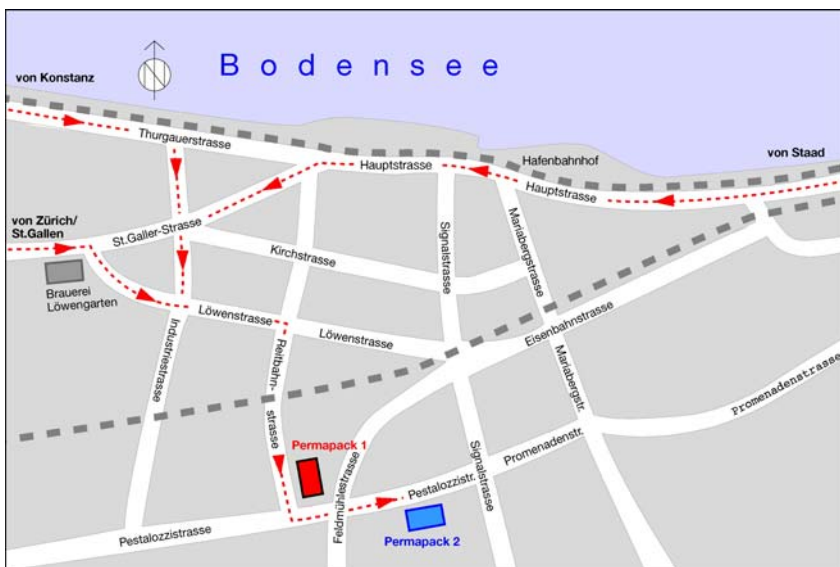 Bodensee
von Konstanz
Thurgauerstrasse
Hauptstrasse
Hafenbahnhof
von Staad
Hauptstrasse
von Zürich/
St.Gallen
St.Galler-Strasse
Signalstrasse
Mariabergstrasse
Kirchstrasse
Brauerei
Löwengarten
Löwenstrasse
Löwenstrasse
Eisenbahnstrasse
Industriestrasse
Reitbahn-
strasse
Mariabergstr.
Promenadenstrasse
Permapack 1
Feldmühlestrasse
Signalstrasse
Promenadenstr.
Pestalozzistr.
Pestalozzistrasse
Permapack 2